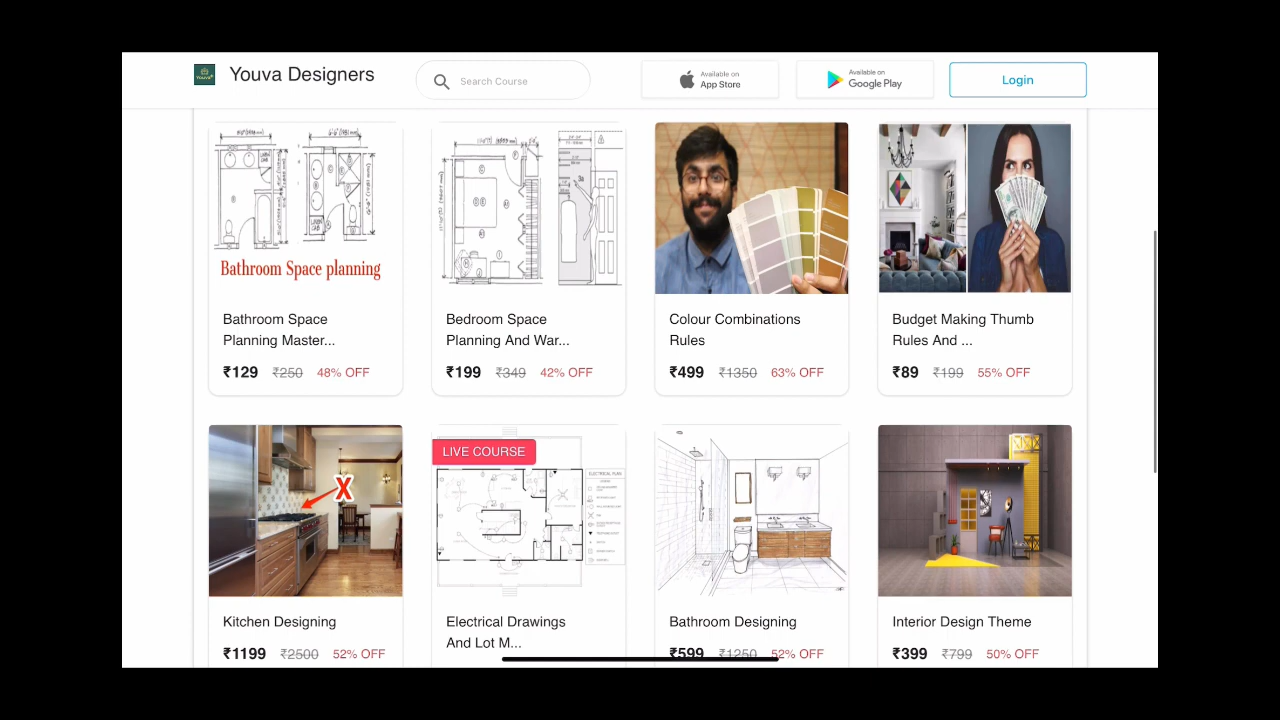 Youva Designers
Search Course
Available on
App Store
Available on
Google Play
Login
Bathroom Space planning
Bathroom Space
Planning Master...
₹129 ₹250 48% OFF
Bedroom Space
Planning And War...
₹199 ₹349 42% OFF
Colour Combinations
Rules
₹499 ₹1350 63% OFF
Budget Making Thumb
Rules And ...
₹89 ₹199 55% OFF
X
Kitchen Designing
₹1199 ₹2500 52% OFF
LIVE COURSE
ELECTRICAL PLAN
Electrical Drawings
And Lot M...
Bathroom Designing
₹599 ₹1250 52% OFF
Interior Design Theme
₹399 ₹799 50% OFF